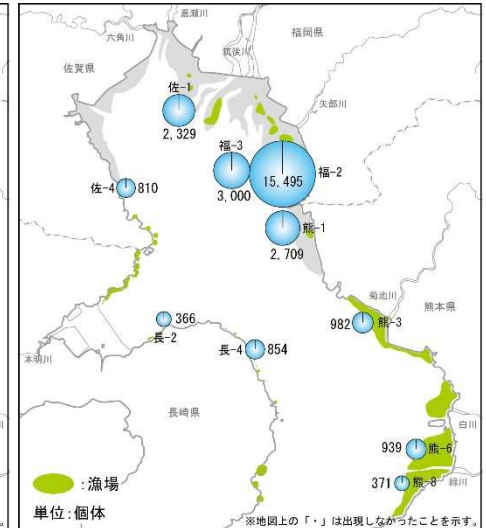 嘉瀬川
六角川
福岡県
筑後川
佐賀県
佐-1
2,329
矢部川
福-3
3,000
15,495
福-2
佐-4
810
熊-1
2,709
菊池川
熊本県
366
長-2
982
熊-3
長-4
854
本明川
長崎県
白川
939
熊-6
371
熊-8
緑川
:漁場
単位:個体
※地図上の「・」は出現しなかったことを示す。